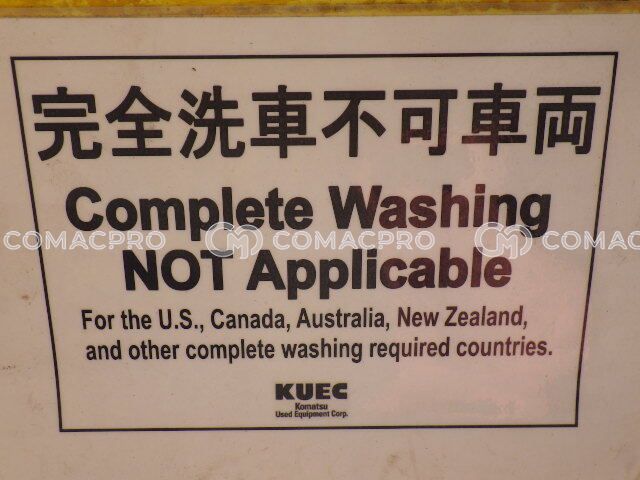 完全洗車不可車両
Complete Washing
COMACPRO COMACPRO COMACPRO
NOT Applicable
For the U.S., Canada, Australia, New Zealand,
and other complete washing required countries.
KUEC
Komatsu
Used Equipment Corp.